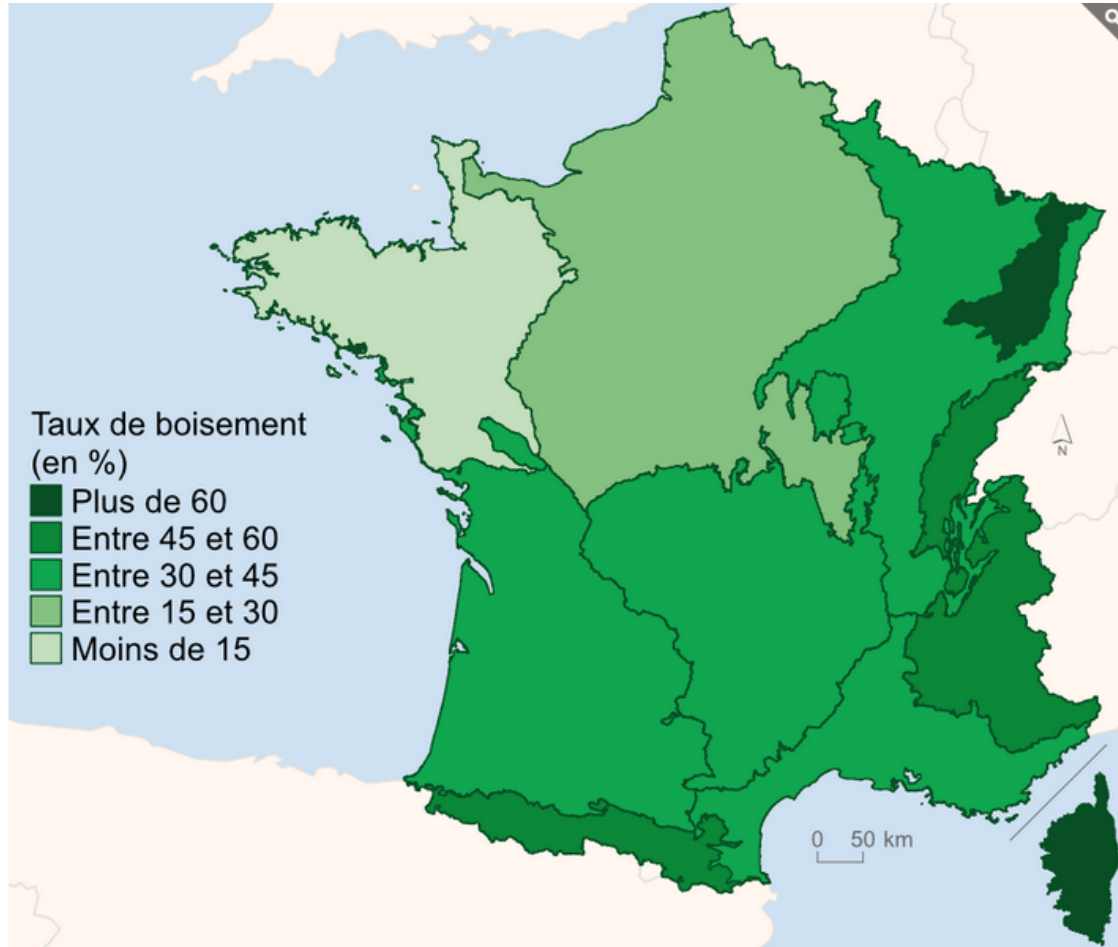 Taux de boisement
(en %)
Plus de 60
Entre 45 et 60
Entre 30 et 45
Entre 15 et 30
Moins de 15
N
0 50 km